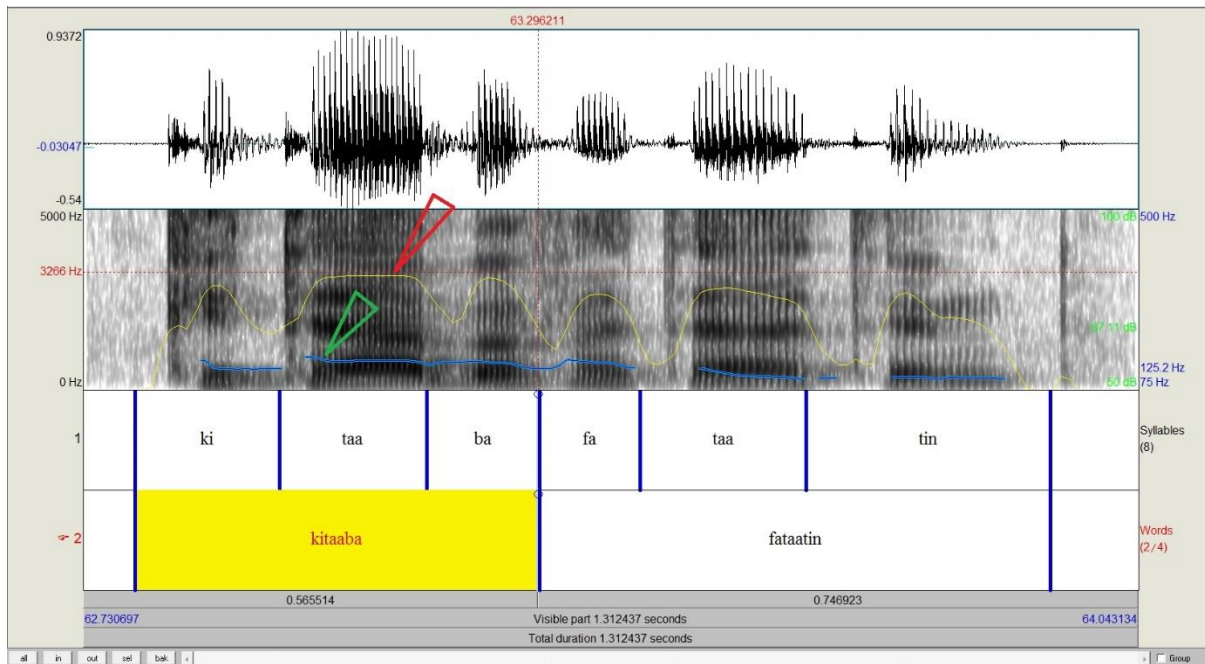 63.296211
0.9372
-0.03047
-0.54
5000 Hz
100 dB 500 Hz
3266 Hz
87.11 dB
125.2 Hz
0 Hz
50 dB 75 Hz
1 ki taa ba fa taa tin Syllables
(8)
2 kitaaba fataatin Words
(2/4)
0.565514 0.746923
62.730697 Visible part 1.312437 seconds 64.043134
Total duration 1.312437 seconds
all in out sel bak Group